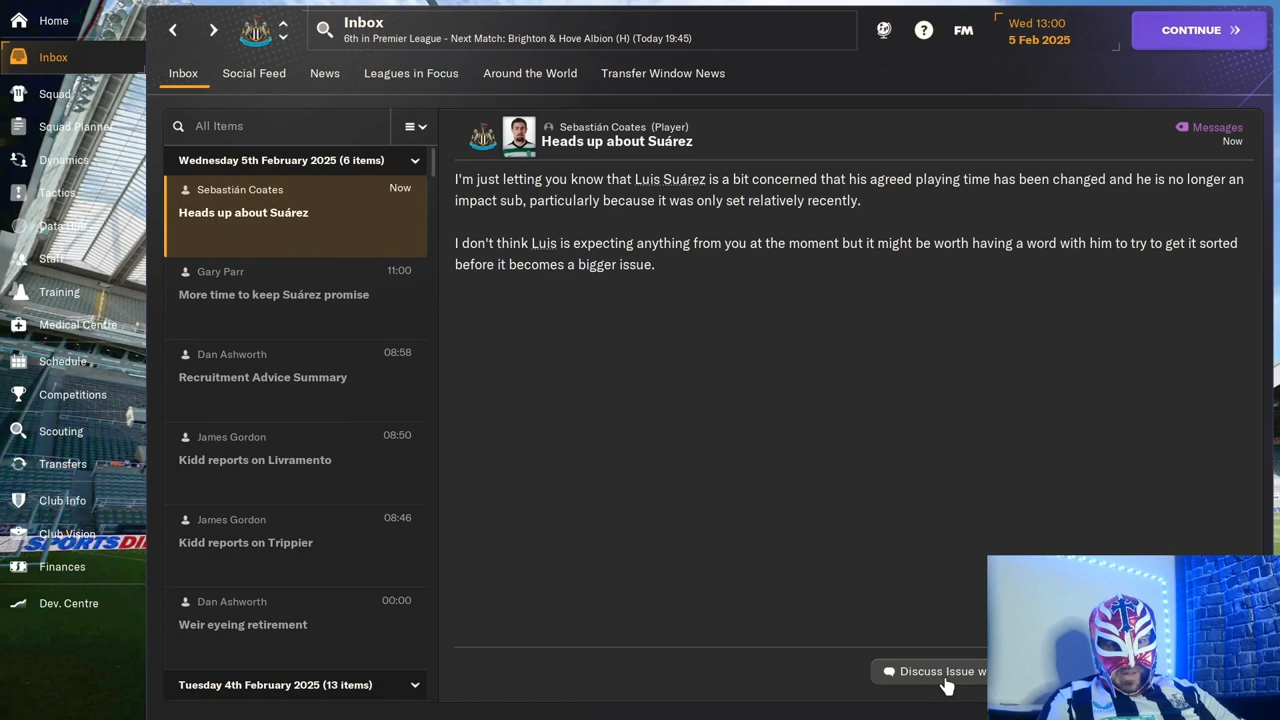 Home
Inbox
Squad
Squad Planner
Dynamics
Tactics
Data Hub
Staff
Training
Medical Centre
Schedule
Competitions
Scouting
Transfers
Club Info
Club Vision
SPORTS DI
Finances
Dev. Centre
Inbox
6th in Premier League - Next Match: Brighton & Hove Albion (H) (Today 19:45)
FM
Wed 13:00
5 Feb 2025
CONTINUE
Inbox
Social Feed
News
Leagues in Focus
Around the World
Transfer Window News
All Items
Wednesday 5th February 2025 (6 items)
Sebastián Coates
Now
Heads up about Suárez
Gary Parr
11:00
More time to keep Suárez promise
Dan Ashworth
08:58
Recruitment Advice Summary
James Gordon
08:50
Kidd reports on Livramento
James Gordon
08:46
Kidd reports on Trippier
Dan Ashworth
00:00
Weir eyeing retirement
Tuesday 4th February 2025 (13 items)
Sebastián Coates (Player)
Heads up about Suárez
Messages
Now
I'm just letting you know that Luis Suárez is a bit concerned that his agreed playing time has been changed and he is no longer an
impact sub, particularly because it was only set relatively recently.
I don't think Luis is expecting anything from you at the moment but it might be worth having a word with him to try to get it sorted
before it becomes a bigger issue.
Discuss Issue w